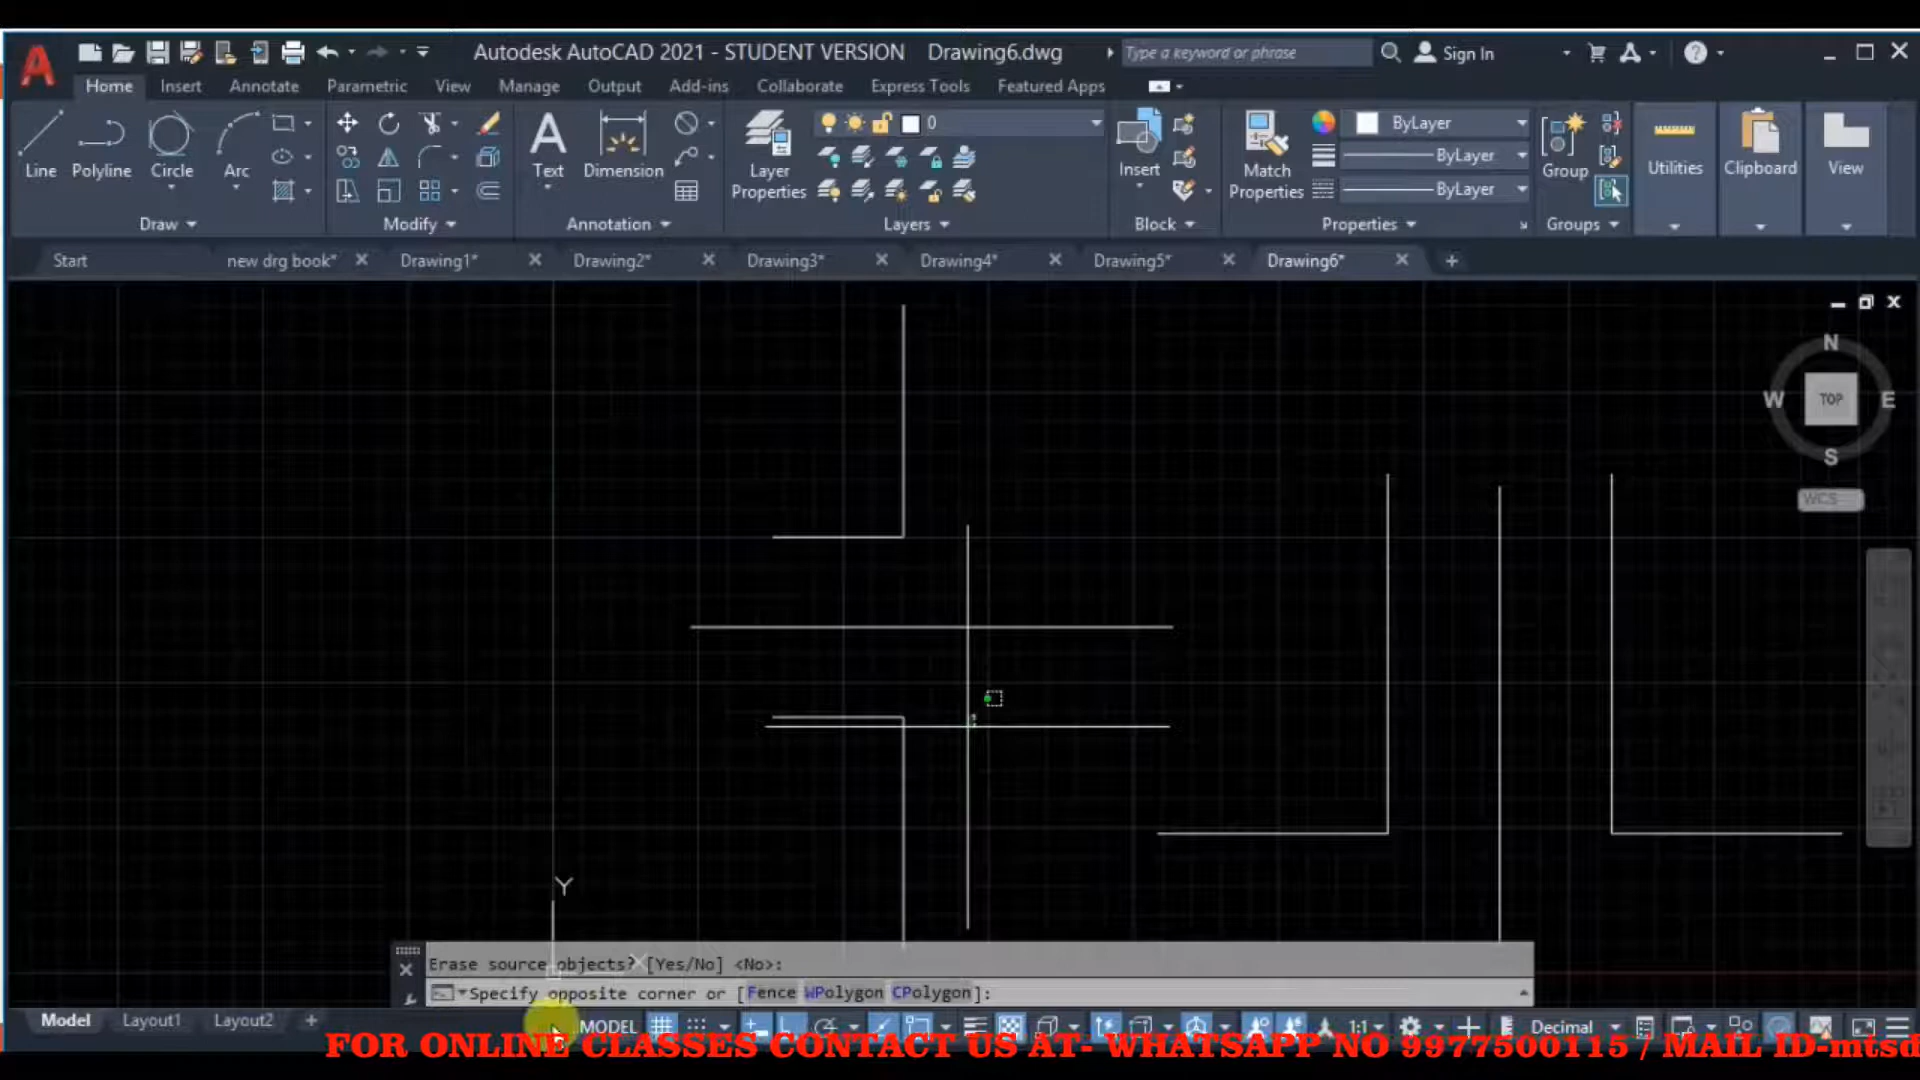 Autodesk AutoCAD 2021 - STUDENT VERSION Drawing6.dwg Type a keyword or phrase Sign In
Home Insert Annotate Parametric View Manage Output Add-ins Collaborate Express Tools Featured Apps
0 ByLayer
ByLayer
Line Polyline Circle Arc Text Dimension Layer Properties Insert Match Properties Group Utilities Clipboard View
ByLayer
Draw Modify Annotation Layers Block Properties Groups
Start new drg book* Drawing1* Drawing2* Drawing3* Drawing4* Drawing5* Drawing6*
N
W TOP E
S
WCS
Y
Erase source objects? [Yes/No] <No>:
Specify opposite corner or [Fence WPolygon CPolygon]:
Model Layout1 Layout2 + MODEL 1:1 Decimal
FOR ONLINE CLASSES CONTACT US AT- WHATSAPP NO 9977500115 / MAIL ID-mtsd